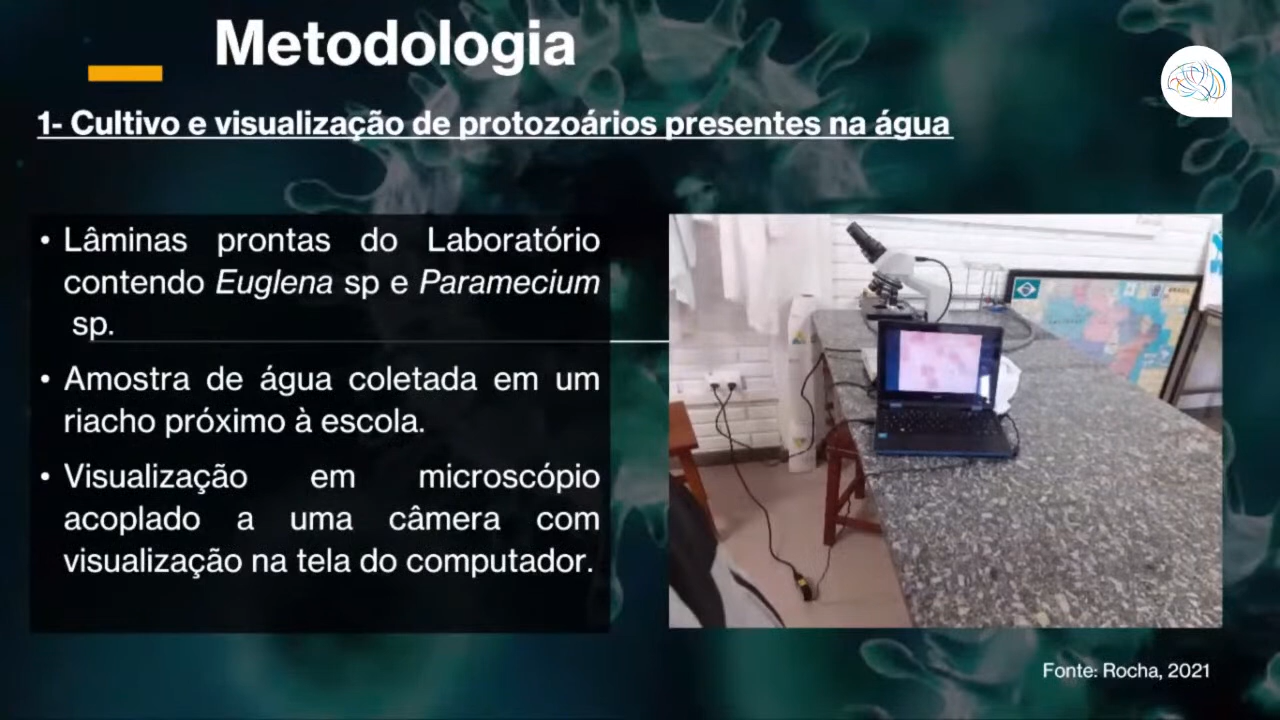 Metodologia
1- Cultivo e visualização de protozoários presentes na água
• Lâminas prontas do Laboratório
contendo Euglena sp e Paramecium
sp.
• Amostra de água coletada em um
riacho próximo à escola.
• Visualização em microscópio
acoplado a uma câmera com
visualização na tela do computador.
Fonte: Rocha, 2021